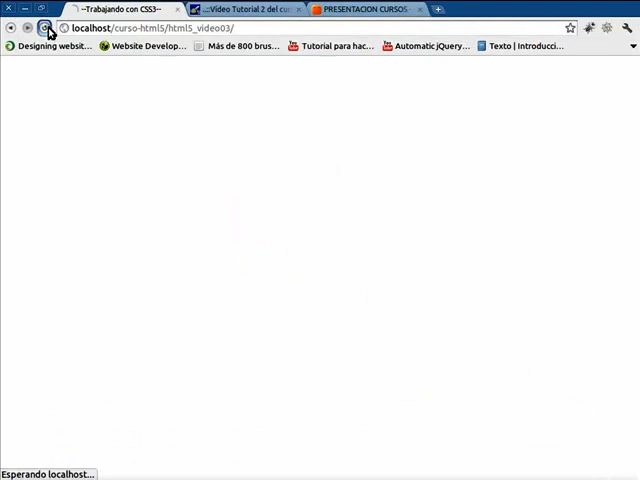 --Trabajando con CSS3--
..::Video Tutorial 2 del cur
PRESENTACION CURSOS
localhost/curso-html5/html5_video03/
Designing websit... Website Develop... Más de 800 brus... Tutorial para hac... Automatic jQuery... Texto | Introducci...
Esperando localhost...